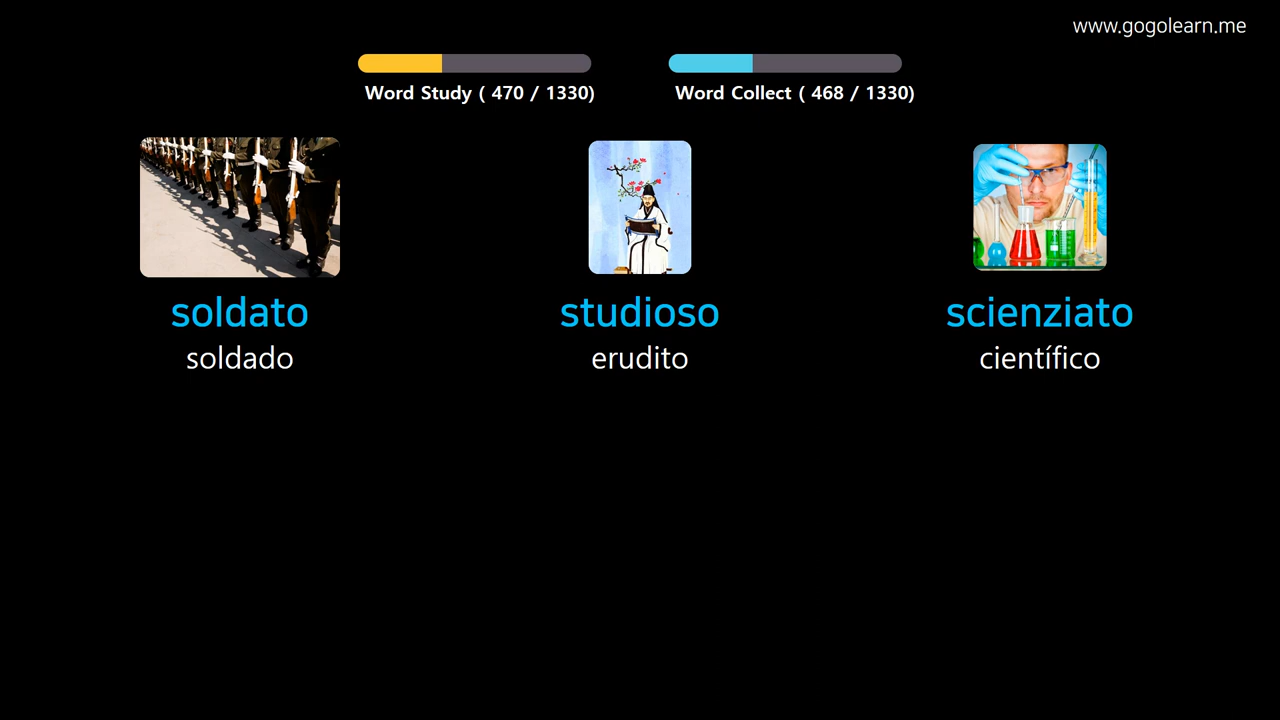 www.gogolearn.me
Word Study ( 470 / 1330)
Word Collect ( 468 / 1330)
soldato
studioso
scienziato
soldado
erudito
científico